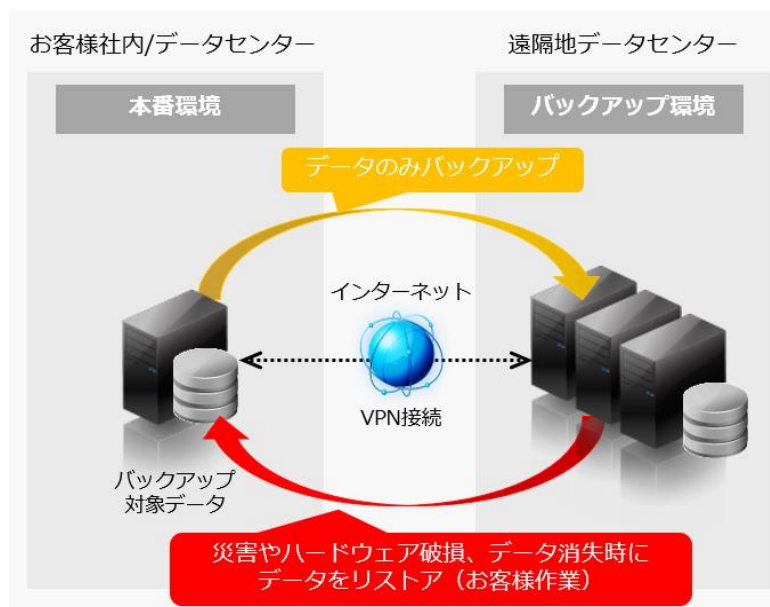 お客様社内/データセンター
遠隔地データセンター
本番環境
バックアップ環境
データのみバックアップ
インターネット
VPN接続
バックアップ
対象データ
災害やハードウェア破損、データ消失時に
データをリストア（お客様作業）